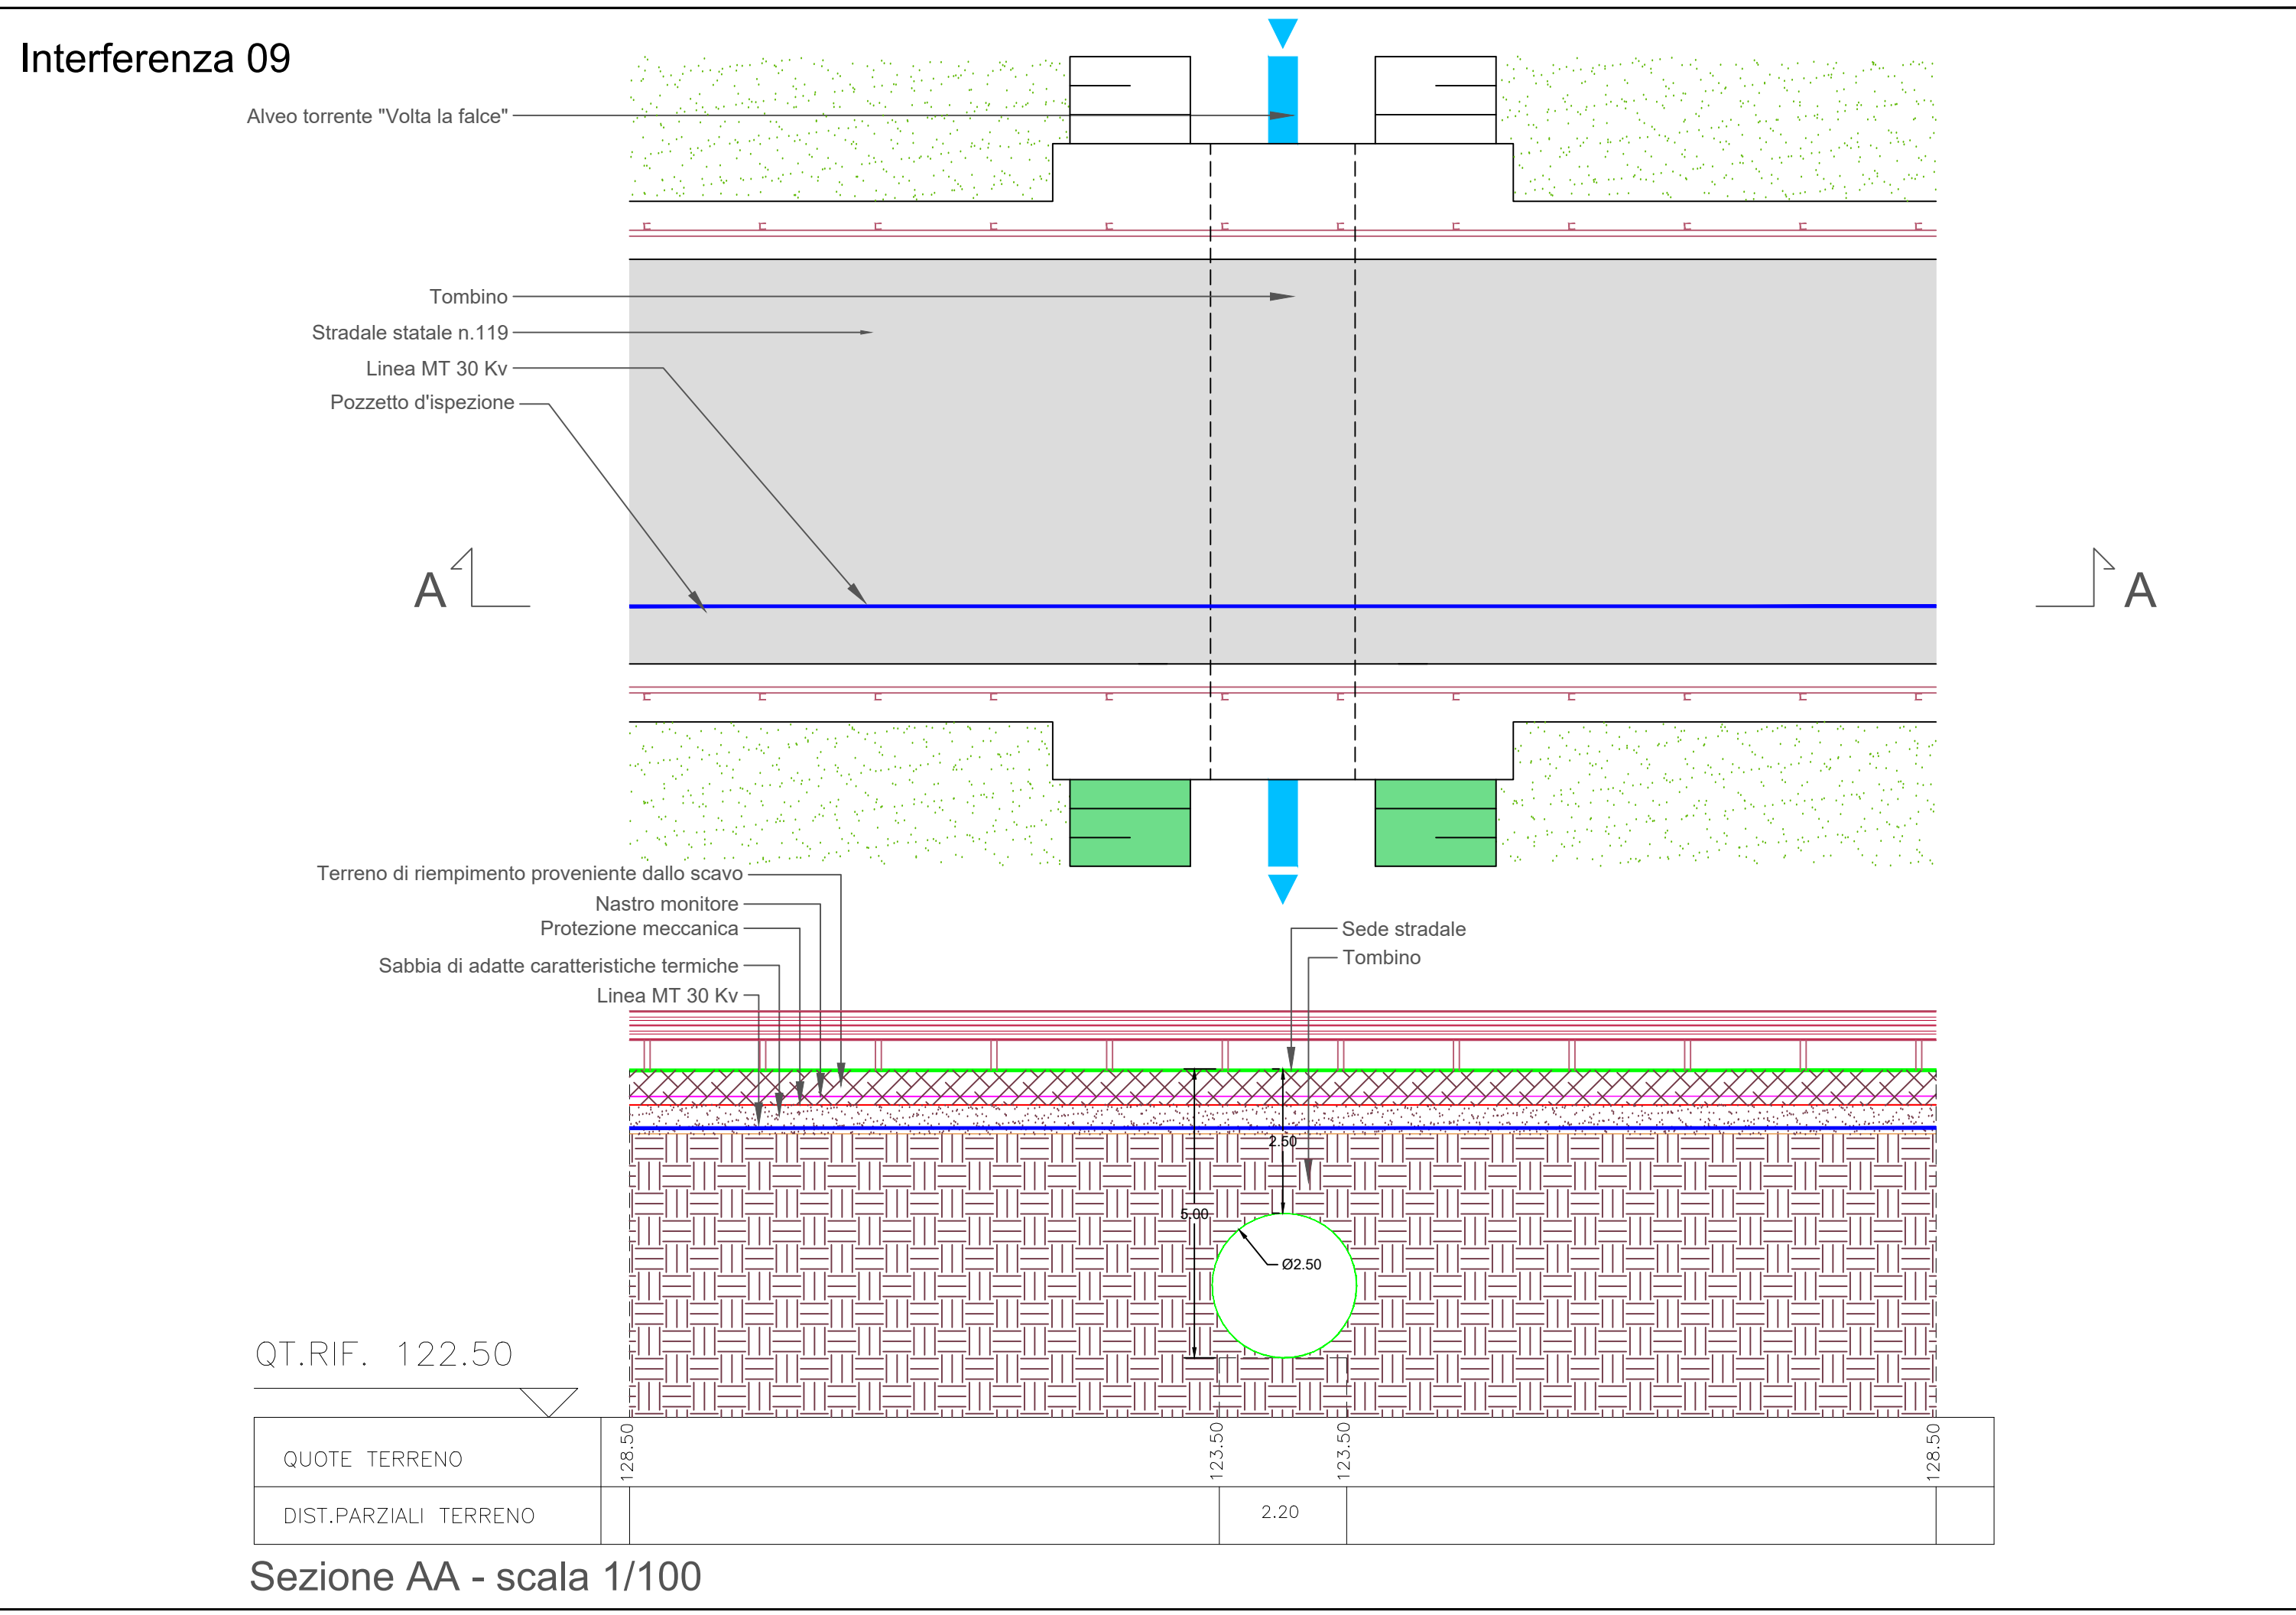 Interferenza 09
Alveo torrente "Volta la falce"
Tombino
Stradale statale n.119
Linea MT 30 Kv
Pozzetto d'ispezione
A
A
Terreno di riempimento proveniente dallo scavo
Nastro monitore
Protezione meccanica
Sabbia di adatte caratteristiche termiche
Linea MT 30 Kv
Sede stradale
Tombino
2.50
5.00
Ø2.50
QT.RIF. 122.50
QUOTE TERRENO
128.50
123.50
123.50
128.50
DIST.PARZIALI TERRENO
2.20
Sezione AA - scala 1/100